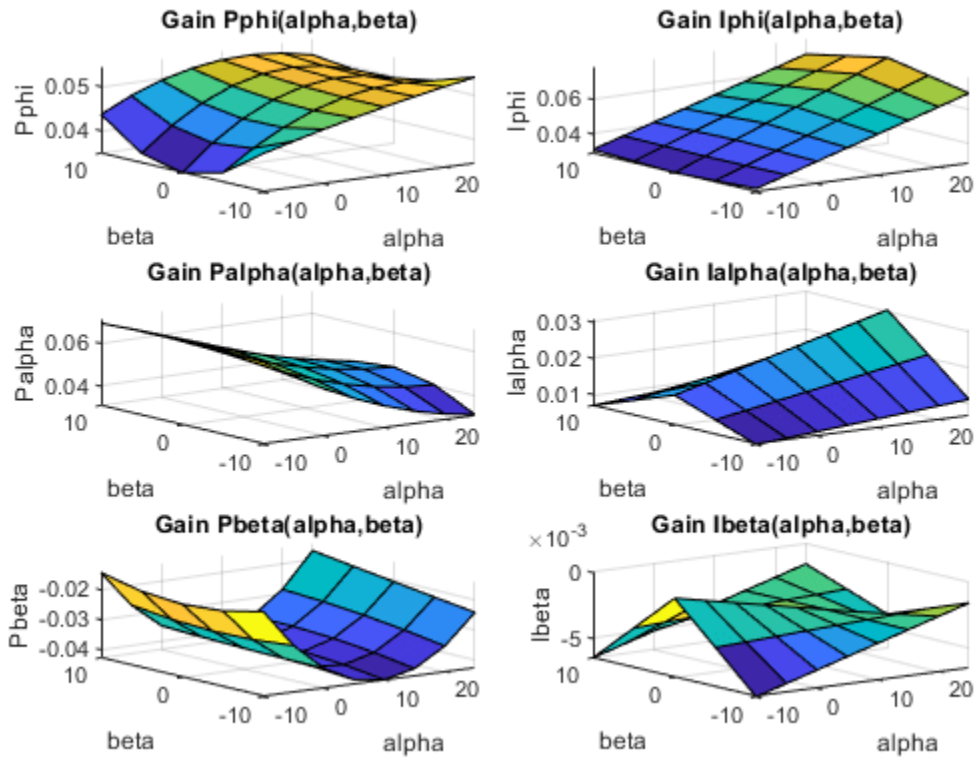 Gain Pphi(alpha,beta)
Pphi
0.05
0.04
10
0
-10
-10
0
10
20
beta
alpha
Gain Iphi(alpha,beta)
Iphi
0.06
0.04
10
0
-10
-10
0
10
20
beta
alpha
Gain Palpha(alpha,beta)
Palpha
0.06
0.04
10
0
-10
-10
0
10
20
beta
alpha
Gain Ialpha(alpha,beta)
Ialpha
0.03
0.02
0.01
10
0
-10
-10
0
10
20
beta
alpha
Gain Pbeta(alpha,beta)
Pbeta
-0.02
-0.03
-0.04
10
0
-10
-10
0
10
20
beta
alpha
Gain Ibeta(alpha,beta)
×10⁻³
Ibeta
0
-5
10
0
-10
-10
0
10
20
beta
alpha